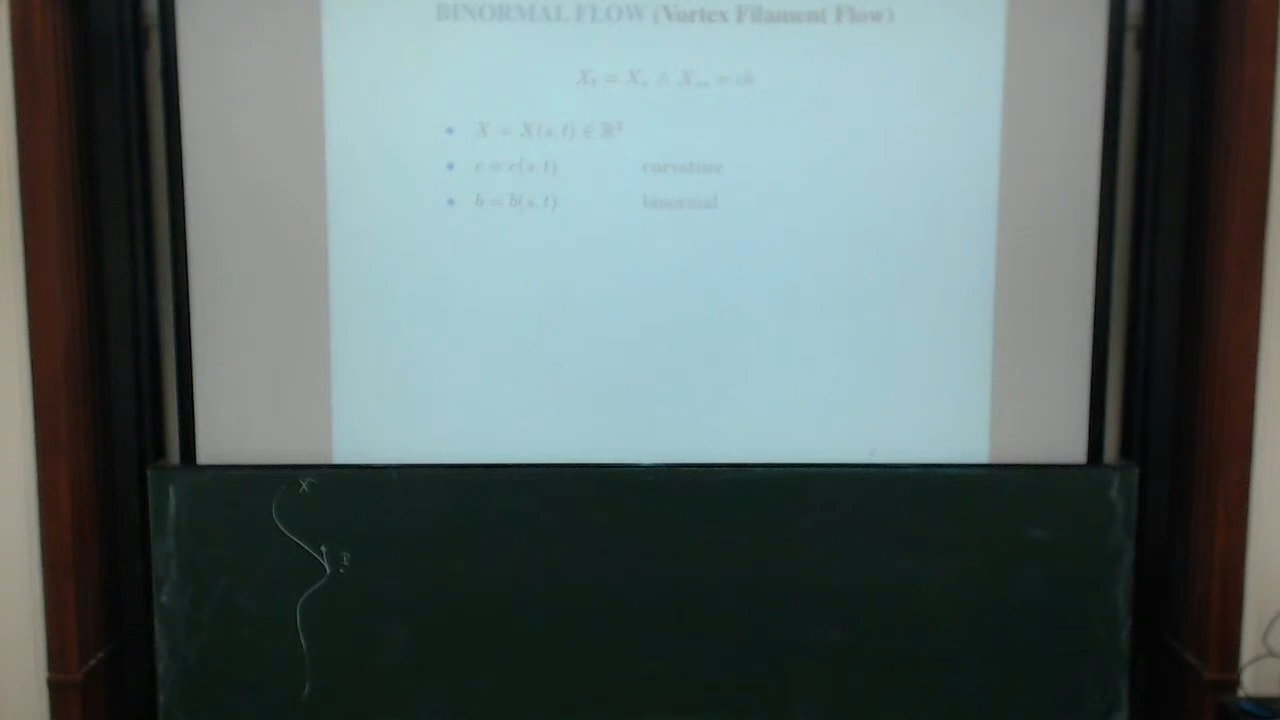 BINORMAL FLOW (Vortex Filament Flow)
X_t = X_s ∧ X_ss = cb
• X = X(s, t) ∈ ℝ³
• c = c(s, t) curvature
• b = b(s, t) binormal
X